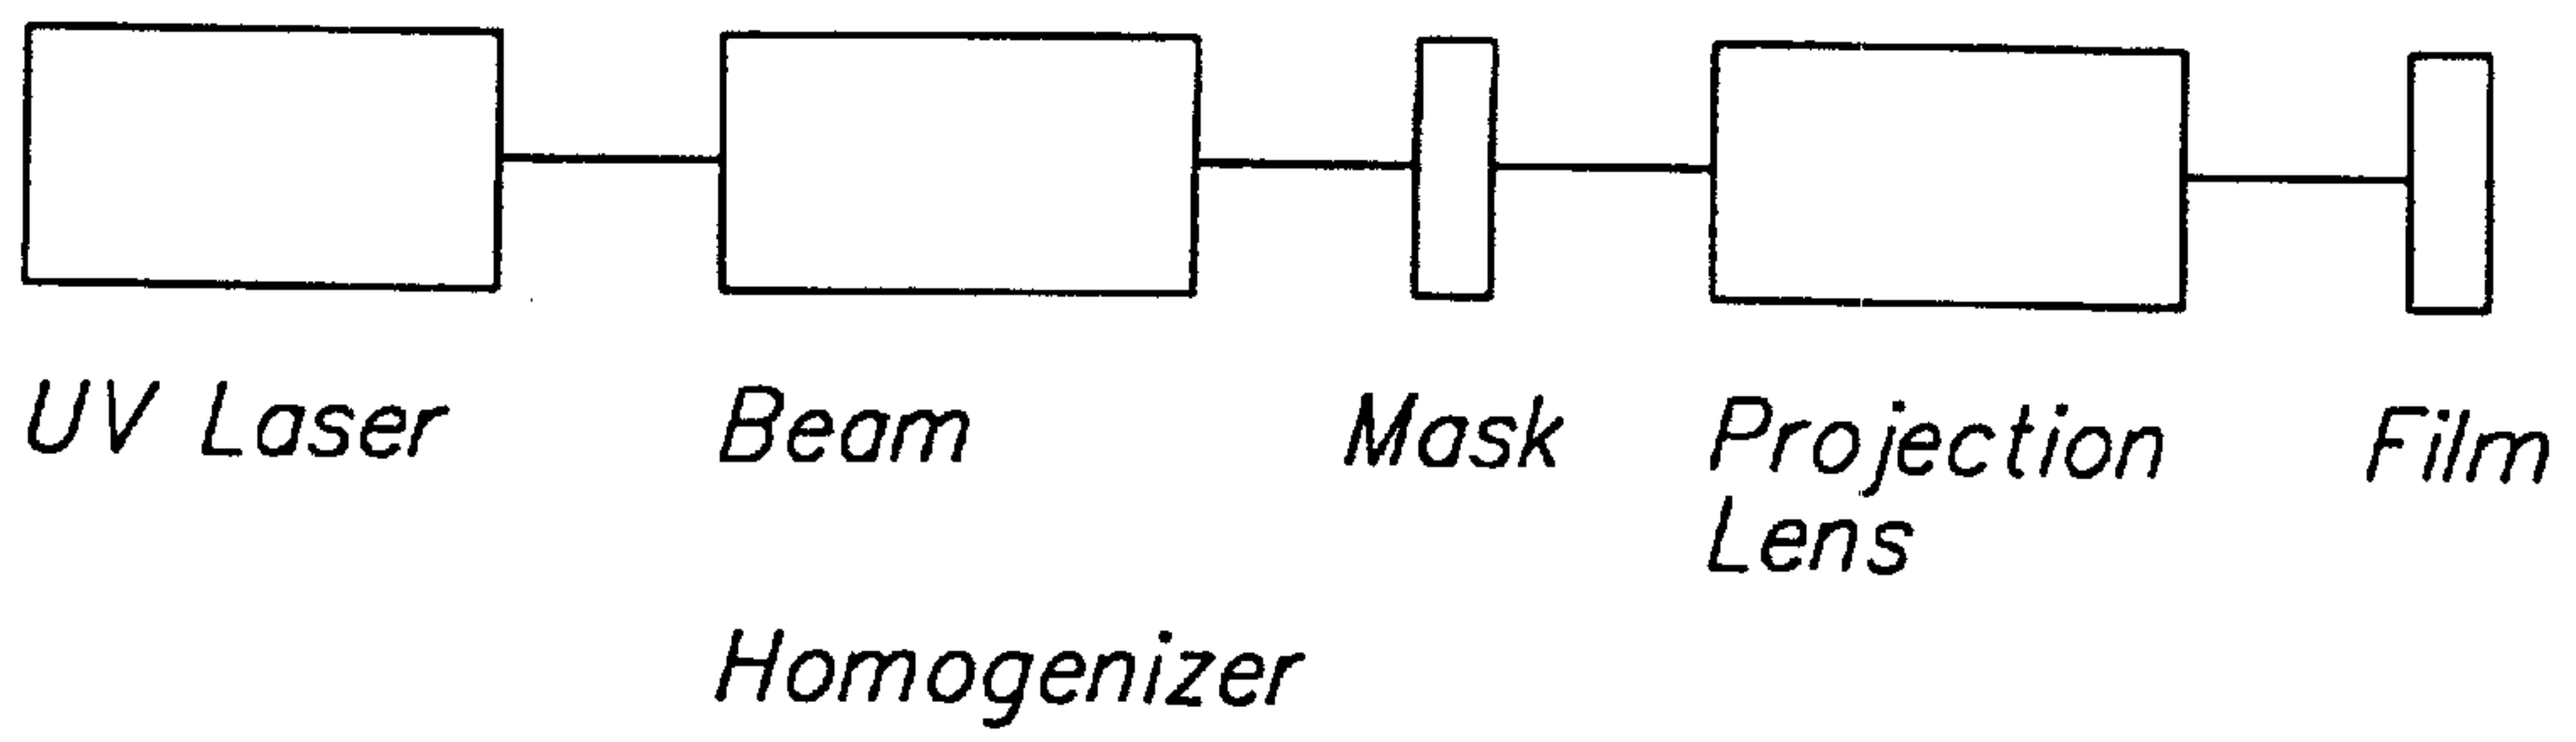 UV Laser
Beam
Homogenizer
Mask
Projection
Lens
Film